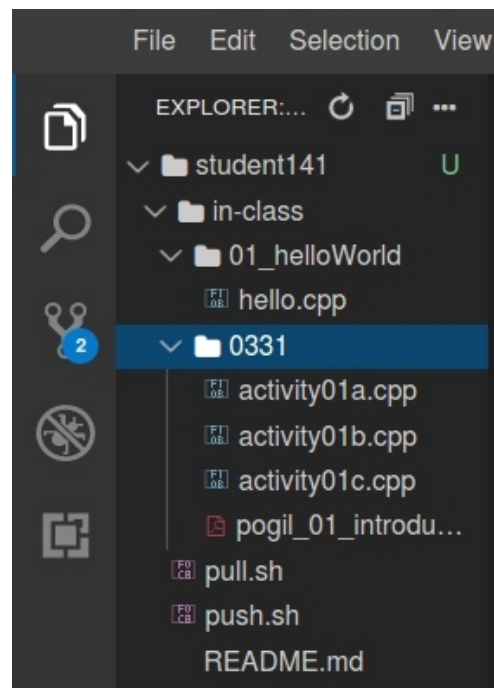 File Edit Selection View
EXPLORER:... ...
student141 U
in-class
01_helloWorld
hello.cpp
2
0331
activity01a.cpp
activity01b.cpp
activity01c.cpp
pogil_01_introdu...
pull.sh
push.sh
README.md